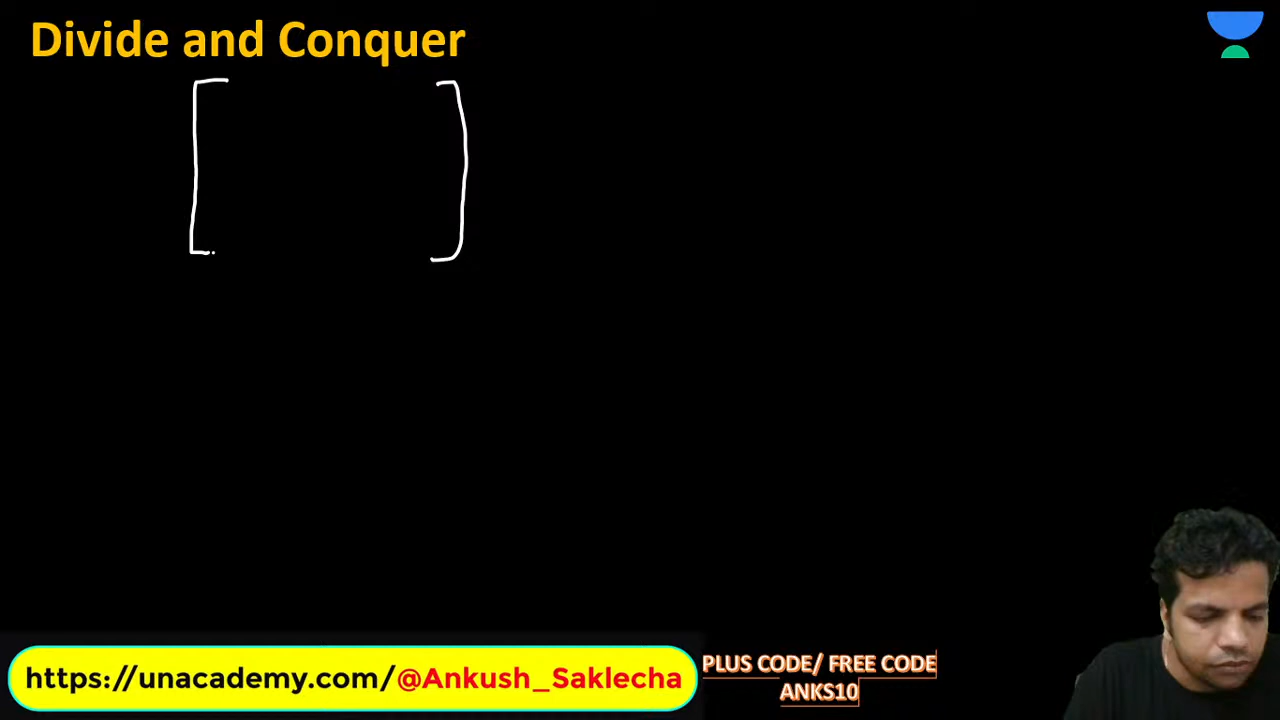 Divide and Conquer
https://unacademy.com/@Ankush_Saklecha
PLUS CODE/ FREE CODE
ANKS10